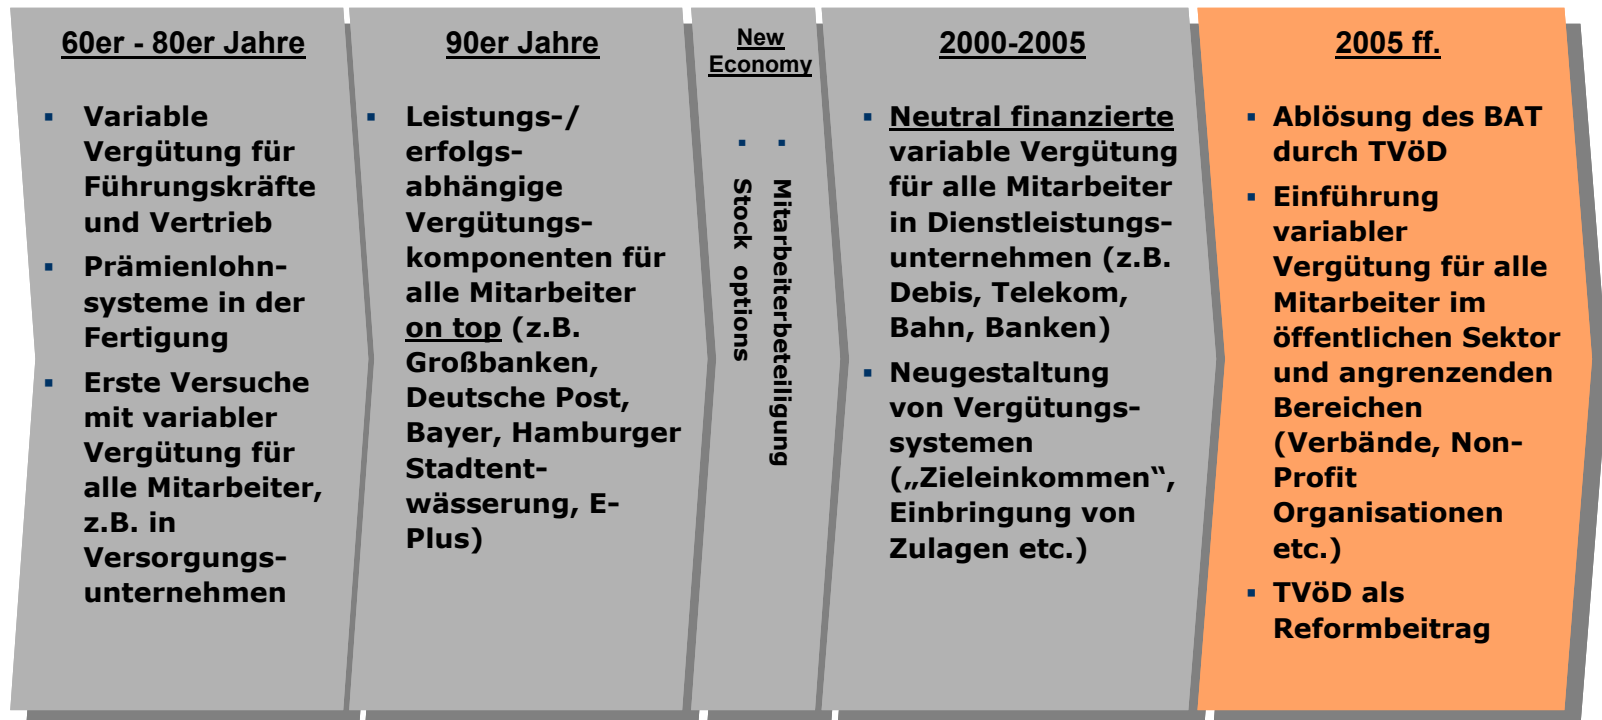 60er - 80er Jahre
▪ Variable
Vergütung für
Führungskräfte
und Vertrieb
▪ Prämienlohn-
systeme in der
Fertigung
▪ Erste Versuche
mit variabler
Vergütung für
alle Mitarbeiter,
z.B. in
Versorgungs-
unternehmen
90er Jahre
▪ Leistungs-/
erfolgs-
abhängige
Vergütungs-
komponenten für
alle Mitarbeiter
on top (z.B.
Großbanken,
Deutsche Post,
Bayer, Hamburger
Stadtent-
wässerung, E-
Plus)
New
Economy
▪ Mitarbeiterbeteiligung
▪ Stock options
2000-2005
▪ Neutral finanzierte
variable Vergütung
für alle Mitarbeiter
in Dienstleistungs-
unternehmen (z.B.
Debis, Telekom,
Bahn, Banken)
▪ Neugestaltung
von Vergütungs-
systemen
(„Zieleinkommen“,
Einbringung von
Zulagen etc.)
2005 ff.
▪ Ablösung des BAT
durch TVöD
▪ Einführung
variabler
Vergütung für alle
Mitarbeiter im
öffentlichen Sektor
und angrenzenden
Bereichen
(Verbände, Non-
Profit
Organisationen
etc.)
▪ TVöD als
Reformbeitrag